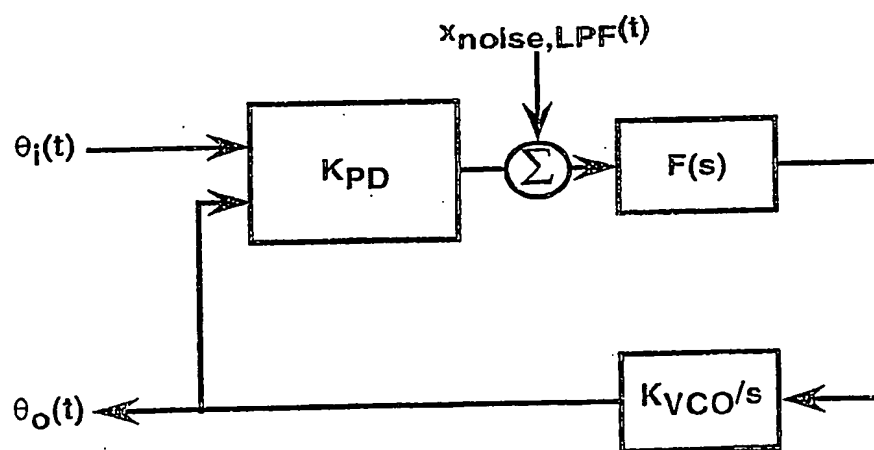 xnoise,LPF(t)
θi(t)
KPD
Σ
F(s)
θo(t)
KVCO/s